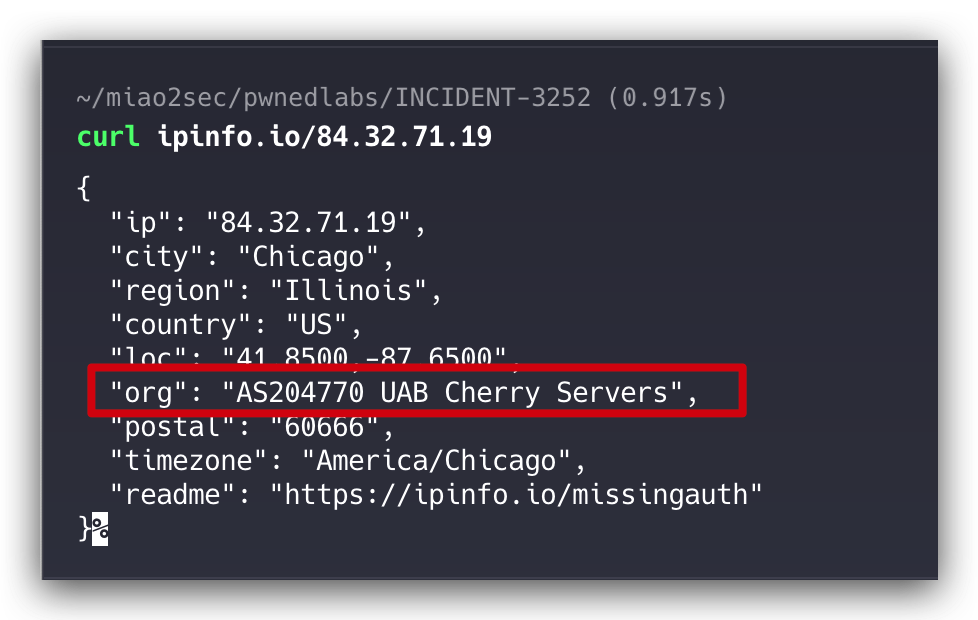 ~/miao2sec/pwnedlabs/INCIDENT-3252 (0.917s)
curl ipinfo.io/84.32.71.19
{
  "ip": "84.32.71.19",
  "city": "Chicago",
  "region": "Illinois",
  "country": "US",
  "loc": "41.8500,-87.6500",
  "org": "AS204770 UAB Cherry Servers",
  "postal": "60666",
  "timezone": "America/Chicago",
  "readme": "https://ipinfo.io/missingauth"
}%